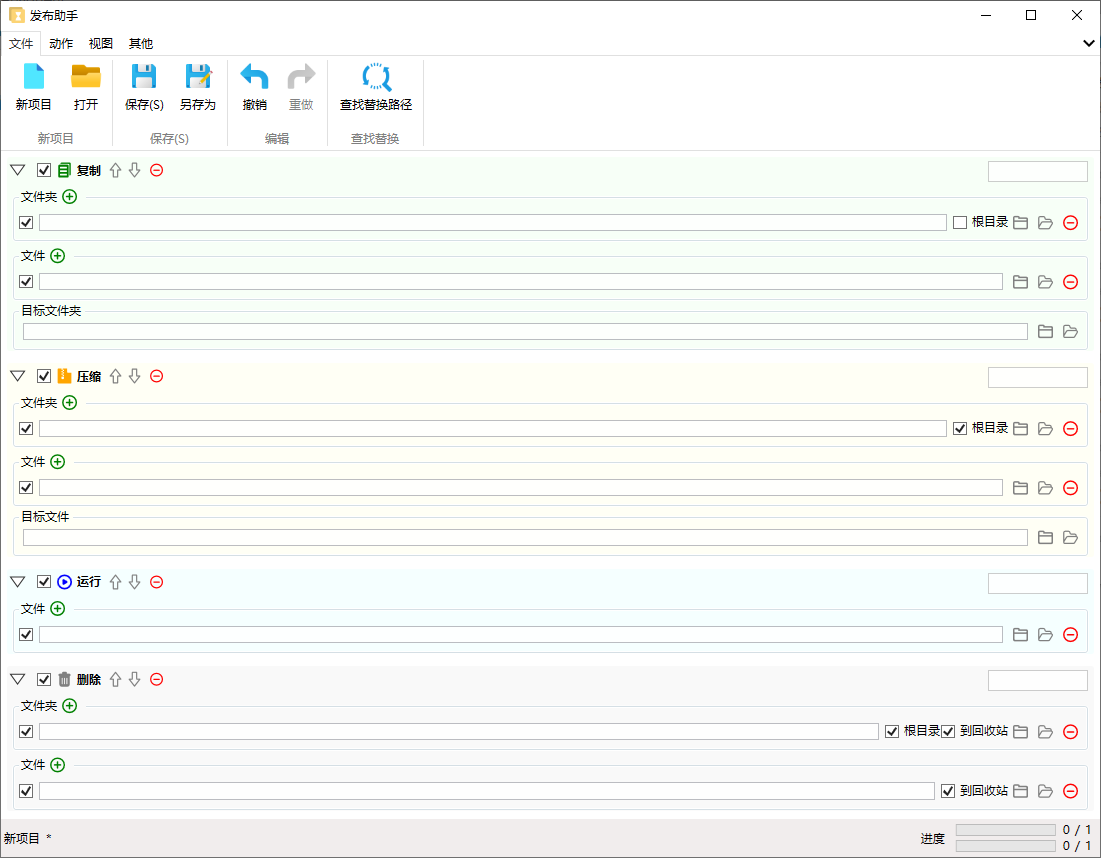 发布助手
文件 动作 视图 其他
新项目 打开 保存(S) 另存为 撤销 重做 查找替换路径
新项目 保存(S) 编辑 查找替换
复制
文件夹
根目录
文件
目标文件夹
压缩
文件夹
根目录
文件
目标文件
运行
文件
删除
文件夹
根目录 到回收站
文件
到回收站
新项目 * 进度 0 / 1
0 / 1